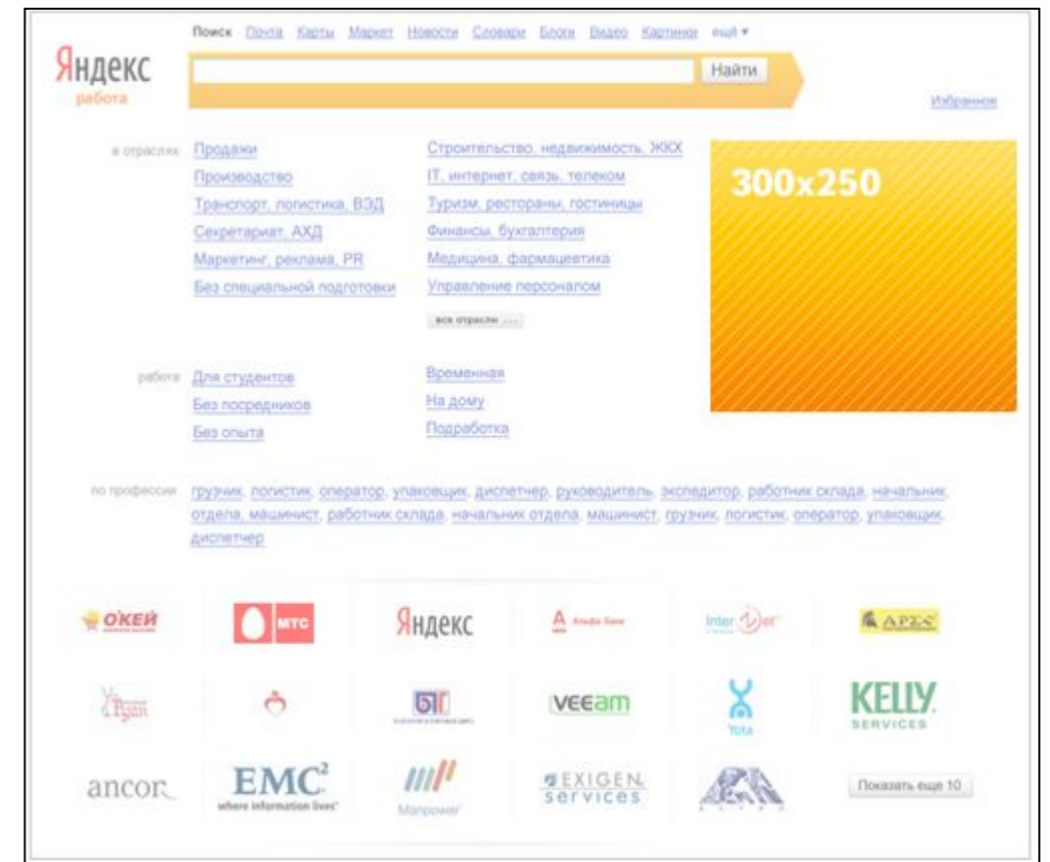 Поиск Почта Карты Маркет Новости Словари Блоги Видео Картинки ещё ▼
Яндекс
работа
Найти
Избранное
в отраслях
Продажи
Производство
Транспорт, логистика, ВЭД
Секретариат, АХД
Маркетинг, реклама, PR
Без специальной подготовки
Строительство, недвижимость, ЖКХ
IT, интернет, связь, телеком
Туризм, рестораны, гостиницы
Финансы, бухгалтерия
Медицина, фармацевтика
Управление персоналом
все отрасли ...
300x250
работа
Для студентов
Без посредников
Без опыта
Временная
На дому
Подработка
по профессии
грузчик, логистик, оператор, упаковщик, диспетчер, руководитель, экспедитор, работник склада, начальник,
отдела, машинист, работник склада, начальник отдела, машинист, грузчик, логистик, оператор, упаковщик,
диспетчер
О'КЕЙ
МТС
Яндекс
А Альфа Банк
Inter
АРЕС
veeam
Yota
KELLY
SERVICES
ancor
EMC²
where information lives®
Manpower
EXIGEN
services
Показать еще 10